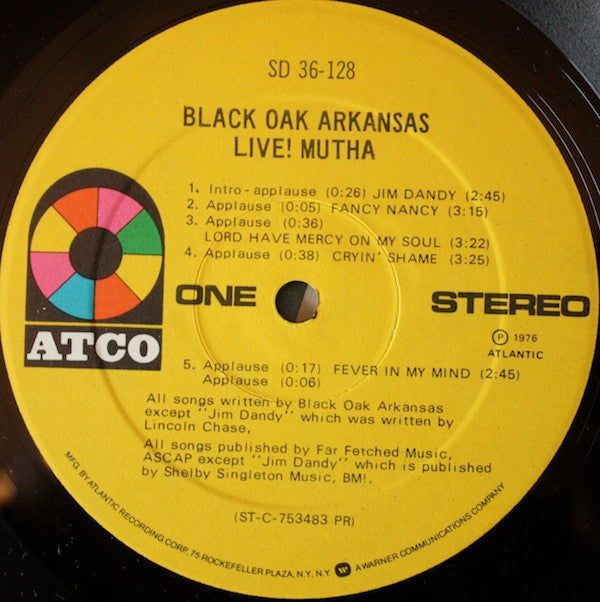 SD 36-128
BLACK OAK ARKANSAS
LIVE! MUTHA
1. Intro - applause (0:26) JIM DANDY (2:45)
2. Applause (0:05) FANCY NANCY (3:15)
3. Applause (0:36)
LORD HAVE MERCY ON MY SOUL (3:22)
4. Applause (0:38) CRYIN' SHAME (3:25)
ATCO
ONE
STEREO
Ⓟ 1976
ATLANTIC
5. Applause (0:17) FEVER IN MY MIND (2:45)
Applause (0:06)
All songs written by Black Oak Arkansas
except "Jim Dandy" which was written by
Lincoln Chase.
All songs published by Far Fetched Music,
ASCAP except "Jim Dandy" which is published
by Shelby Singleton Music, BMI.
(ST-C-753483 PR)
MFG. BY ATLANTIC RECORDING CORP. 75 ROCKEFELLER PLAZA, N.Y. N.Y. A WARNER COMMUNICATIONS COMPANY